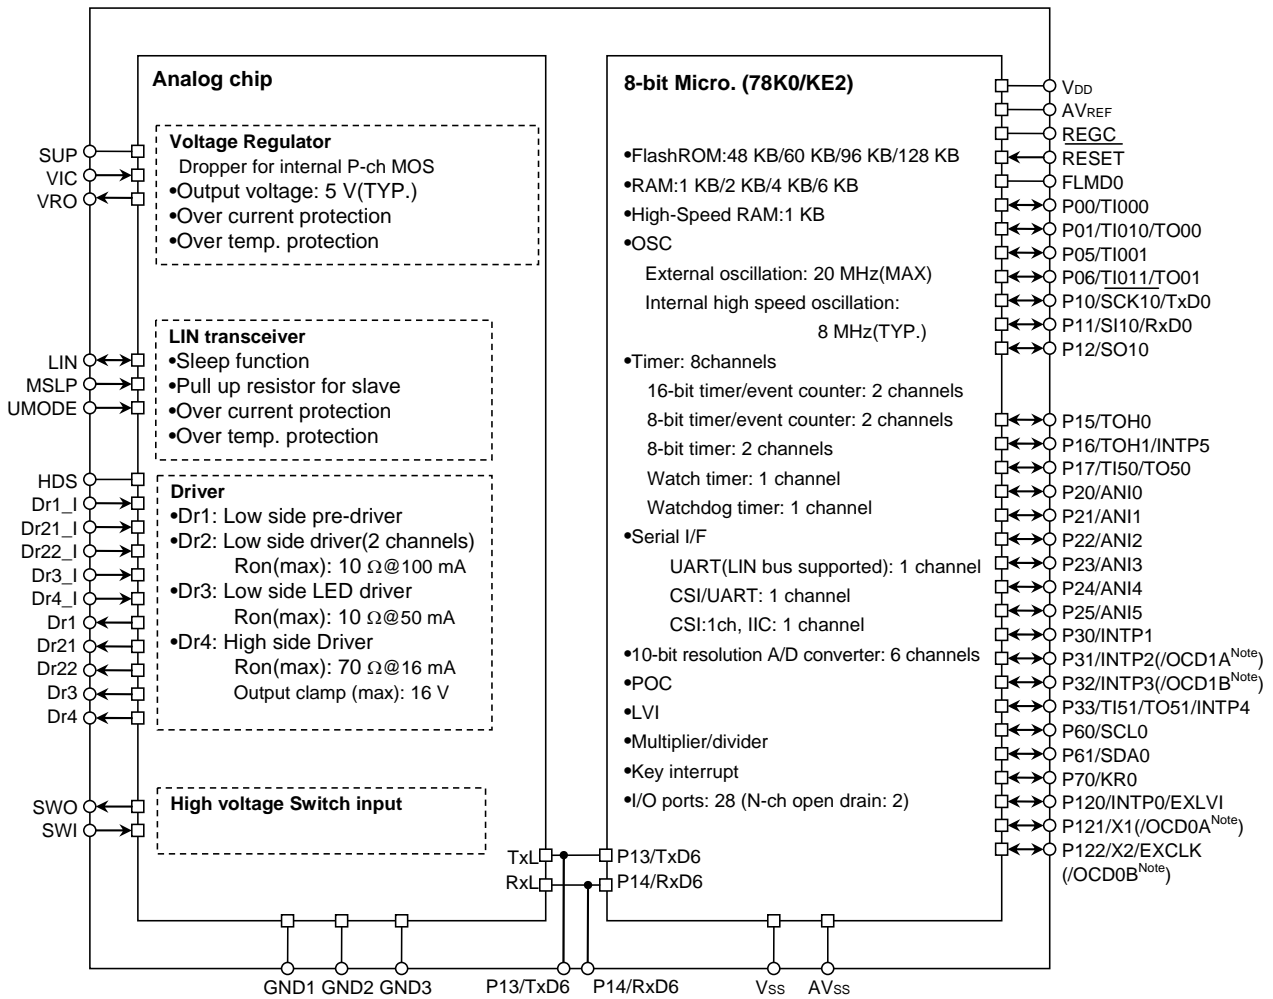 Analog chip
Voltage Regulator
Dropper for internal P-ch MOS
•Output voltage: 5 V(TYP.)
•Over current protection
•Over temp. protection
LIN transceiver
•Sleep function
•Pull up resistor for slave
•Over current protection
•Over temp. protection
Driver
•Dr1: Low side pre-driver
•Dr2: Low side driver(2 channels)
Ron(max): 10 Ω@100 mA
•Dr3: Low side LED driver
Ron(max): 10 Ω@50 mA
•Dr4: High side Driver
Ron(max): 70 Ω@16 mA
Output clamp (max): 16 V
High voltage Switch input
SUP
VIC
VRO
LIN
MSLP
UMODE
HDS
Dr1_I
Dr21_I
Dr22_I
Dr3_I
Dr4_I
Dr1
Dr21
Dr22
Dr3
Dr4
SWO
SWI
TxL
RxL
8-bit Micro. (78K0/KE2)
•FlashROM:48 KB/60 KB/96 KB/128 KB
•RAM:1 KB/2 KB/4 KB/6 KB
•High-Speed RAM:1 KB
•OSC
External oscillation: 20 MHz(MAX)
Internal high speed oscillation:
8 MHz(TYP.)
•Timer: 8channels
16-bit timer/event counter: 2 channels
8-bit timer/event counter: 2 channels
8-bit timer: 2 channels
Watch timer: 1 channel
Watchdog timer: 1 channel
•Serial I/F
UART(LIN bus supported): 1 channel
CSI/UART: 1 channel
CSI:1ch, IIC: 1 channel
•10-bit resolution A/D converter: 6 channels
•POC
•LVI
•Multiplier/divider
•Key interrupt
•I/O ports: 28 (N-ch open drain: 2)
P13/TxD6
P14/RxD6
VDD
AVREF
REGC
RESET
FLMD0
P00/TI000
P01/TI010/TO00
P05/TI001
P06/TI011/TO01
P10/SCK10/TxD0
P11/SI10/RxD0
P12/SO10
P15/TOH0
P16/TOH1/INTP5
P17/TI50/TO50
P20/ANI0
P21/ANI1
P22/ANI2
P23/ANI3
P24/ANI4
P25/ANI5
P30/INTP1
P31/INTP2(/OCD1ANote)
P32/INTP3(/OCD1BNote)
P33/TI51/TO51/INTP4
P60/SCL0
P61/SDA0
P70/KR0
P120/INTP0/EXLVI
P121/X1(/OCD0ANote)
P122/X2/EXCLK
(/OCD0BNote)
GND1 GND2 GND3 P13/TxD6 P14/RxD6 VSS AVSS